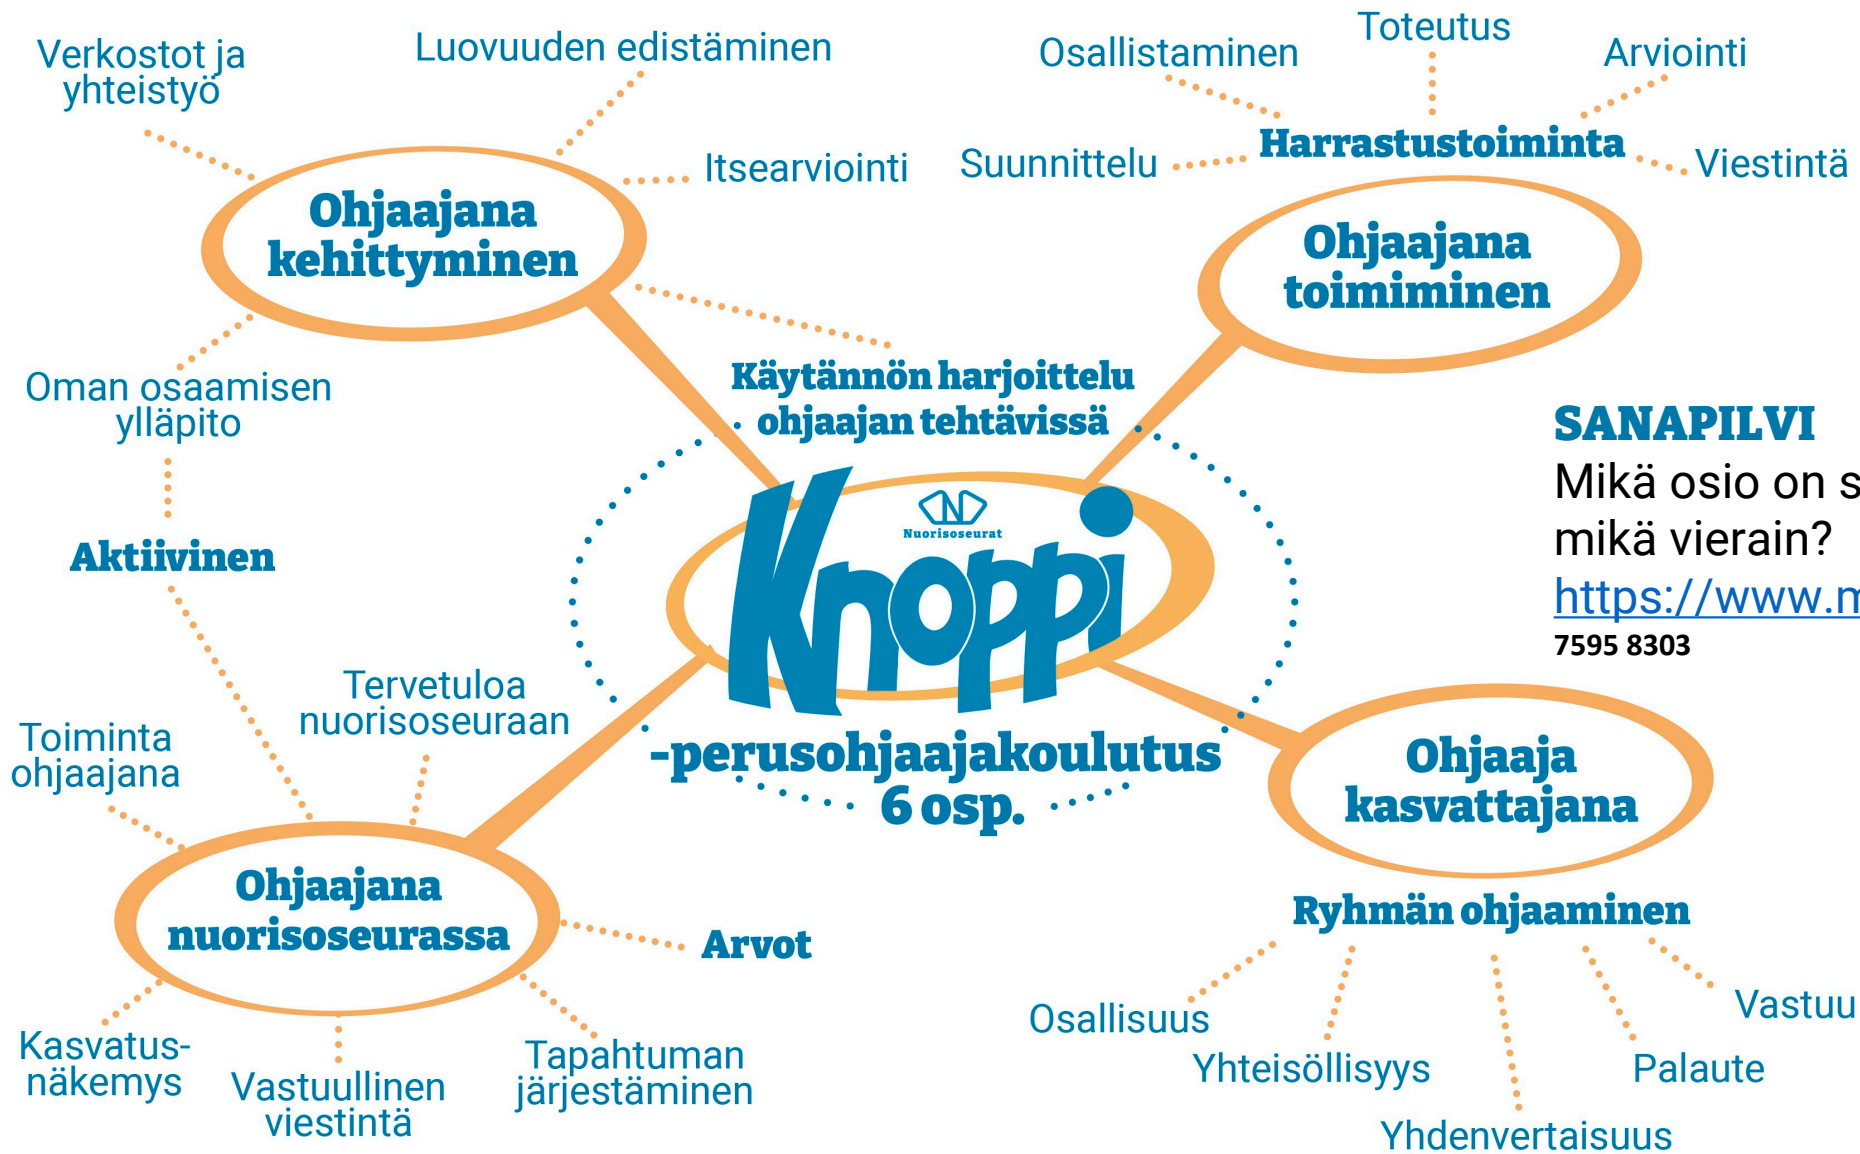 Verkostot ja
yhteistyö
Luovuuden edistäminen
Itsearviointi
Ohjaajana
kehittyminen
Oman osaamisen
ylläpito
Aktiivinen
Osallistaminen
Toteutus
Arviointi
Suunnittelu
Harrastustoiminta
Viestintä
Ohjaajana
toimiminen
Käytännön harjoittelu
ohjaajan tehtävissä
Nuorisoseurat
Knoppi
-perusohjaajakoulutus
6 osp.
SANAPILVI
Mikä osio on s
mikä vierain?
https://www.m
7595 8303
Toiminta
ohjaajana
Tervetuloa
nuorisoseuraan
Ohjaajana
nuorisoseurassa
Arvot
Kasvatus-
näkemys
Vastuullinen
viestintä
Tapahtuman
järjestäminen
Ohjaaja
kasvattajana
Ryhmän ohjaaminen
Osallisuus
Yhteisöllisyys
Yhdenvertaisuus
Palaute
Vastuu